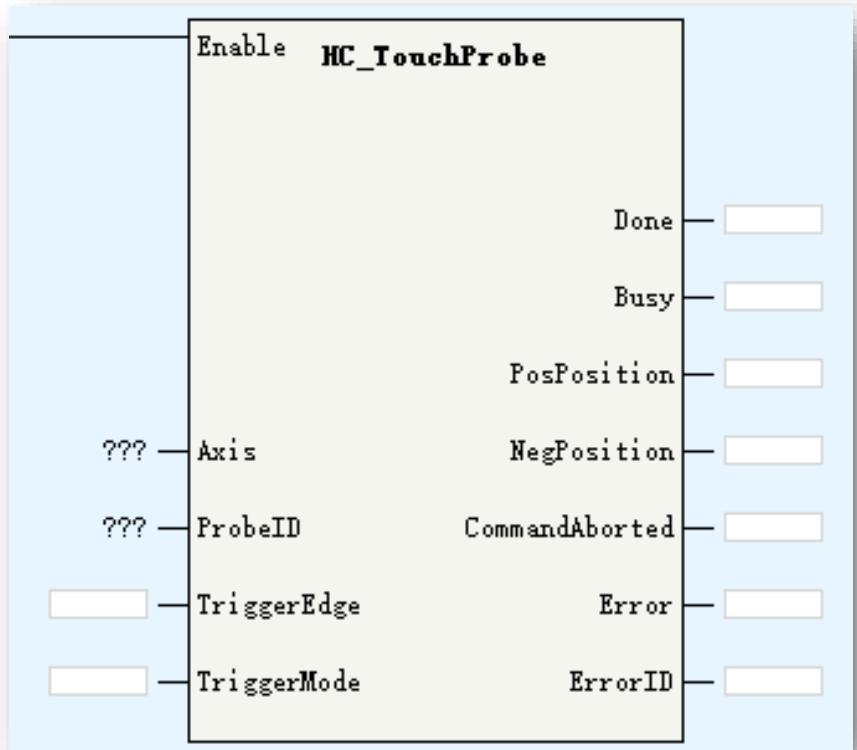 Enable HC_TouchProbe
Done
Busy
PosPosition
??? Axis NegPosition
??? ProbeID CommandAborted
TriggerEdge Error
TriggerMode ErrorID